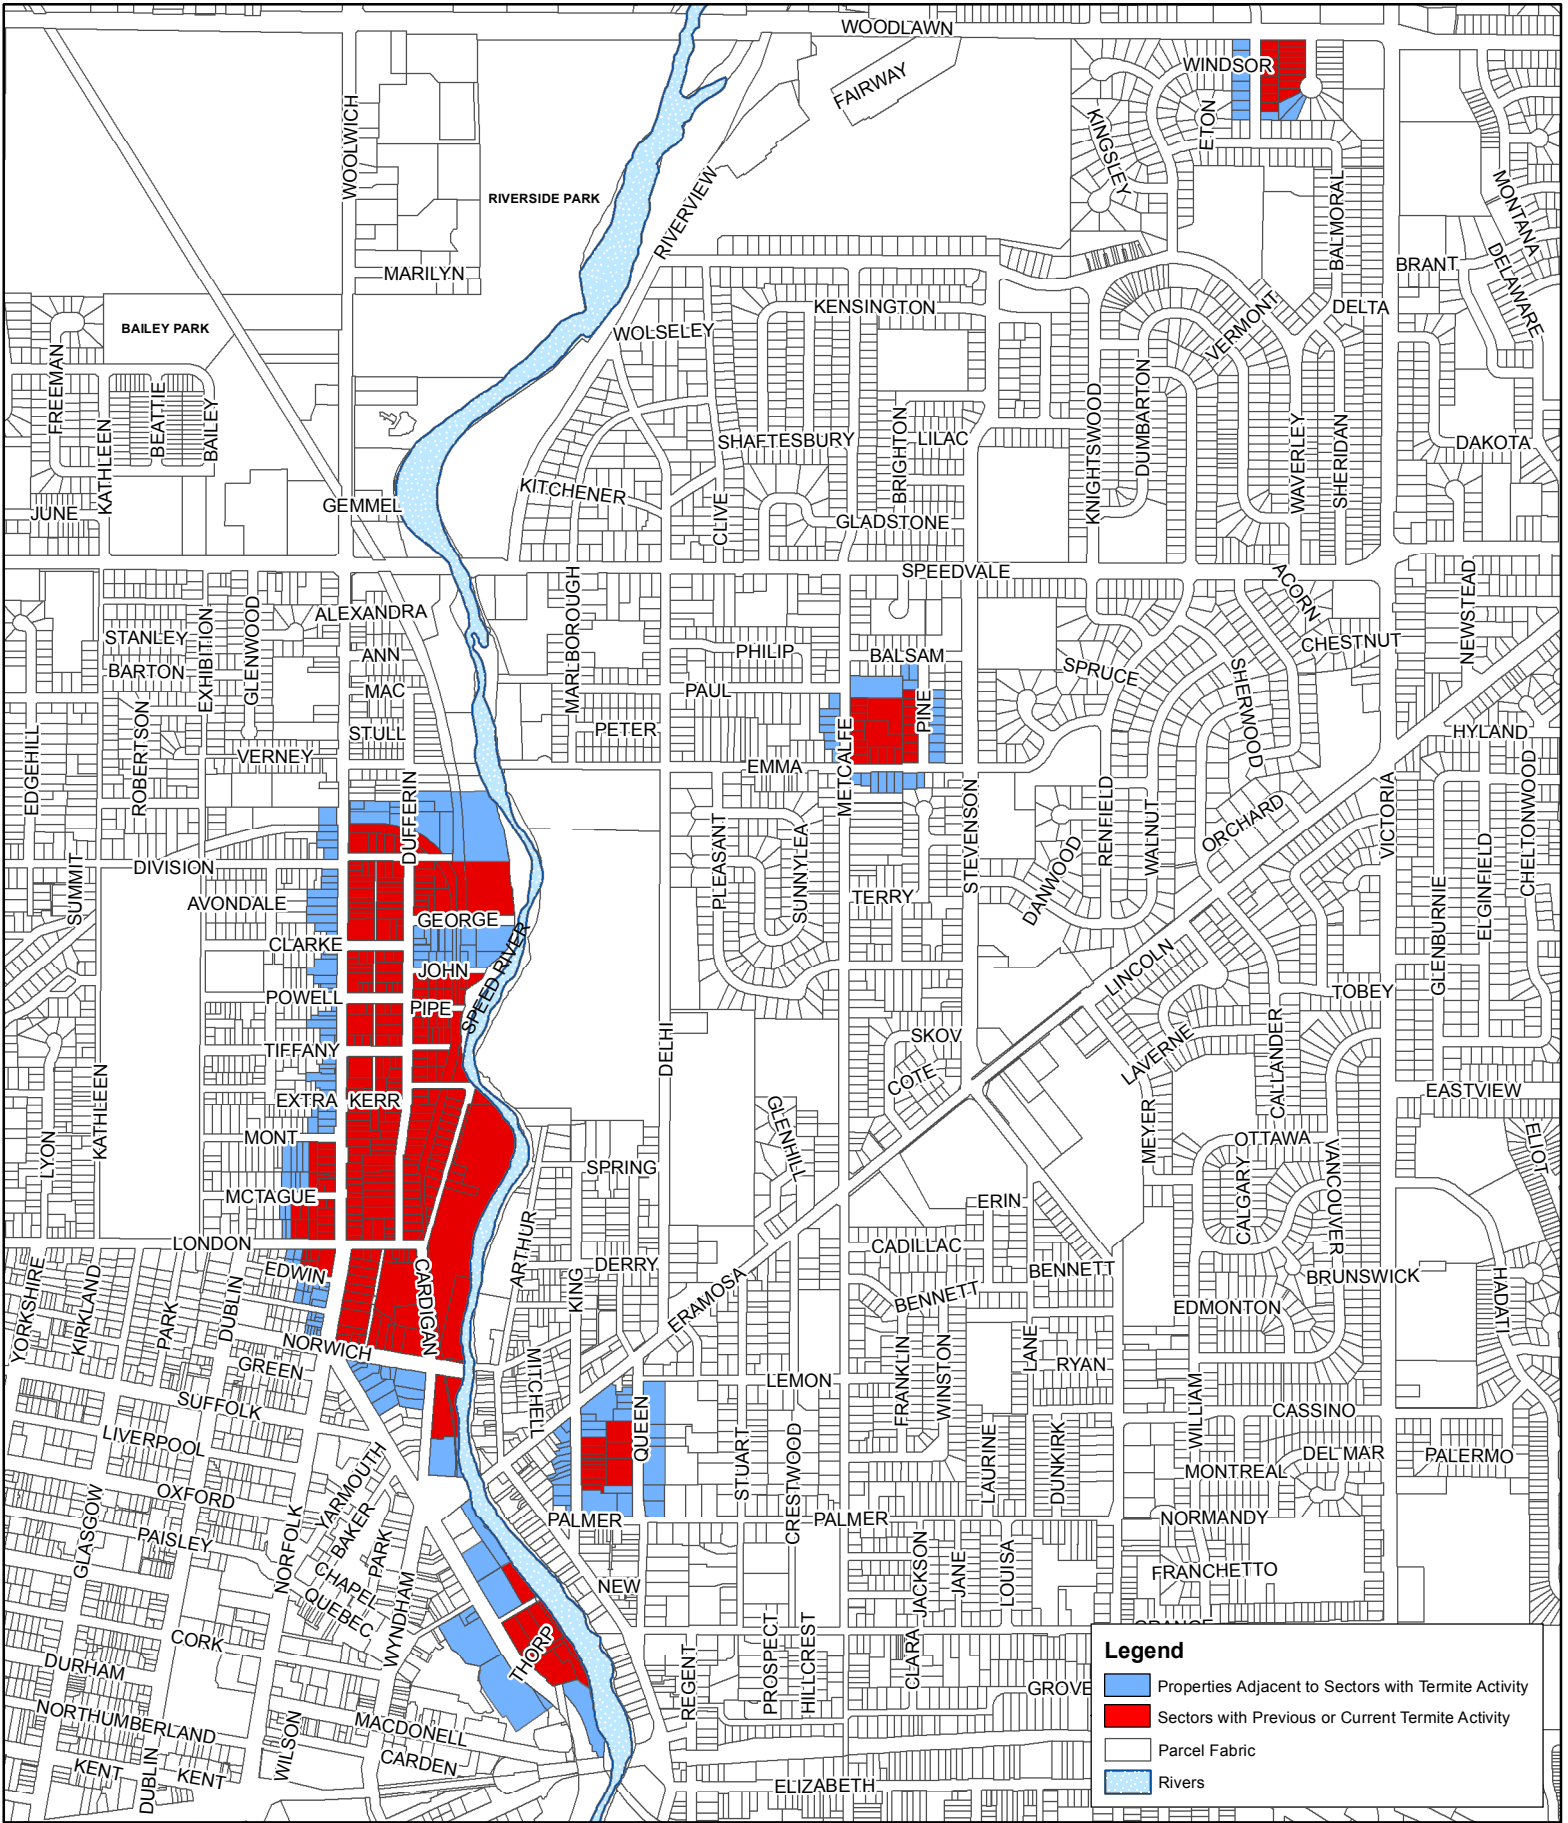 WOODLAWN
WINDSOR
FAIRWAY
ETON
KINGSLEY
WOOLWICH
RIVERSIDE PARK
RIVERVIEW
BALMORAL
MONTANA
MARILYN
BRANT
DELAWARE
BAILEY PARK
KENSINGTON
DELTA
VERMONT
WOLSELEY
FREEMAN
BEATTIE
BAILEY
KATHLEEN
KNIGHTSWOOD
DUMBARTON
WAVERLEY
SHERIDAN
SHAFTESBURY
BRIGHTON
LILAC
DAKOTA
KITCHENER
CLIVE
GEMMEL
JUNE
GLADSTONE
SPEEDVALE
ACORN
NEWSTEAD
MARLBOROUGH
ALEXANDRA
STANLEY
EXHIBITION
GLENWOOD
CHESTNUT
ANN
PHILIP
BALSAM
BARTON
SPRUCE
SHERWOOD
MAC
PAUL
PINE
ROBERTSON
STULL
PETER
METCALFE
HYLAND
EDGEHILL
VERNEY
EMMA
CHELTONWOOD
DUFFERIN
STEVENSON
RENFIELD
WALNUT
ORCHARD
VICTORIA
PLEASANT
SUNNYLEA
DIVISION
DANWOOD
ELGINFIELD
SUMMIT
AVONDALE
TERRY
GLENBURNIE
GEORGE
CLARKE
SPEED RIVER
JOHN
LINCOLN
POWELL
PIPE
TOBEY
TIFFANY
DELHI
SKOV
CALLANDER
COTE
LAVERNE
KATHLEEN
EXTRA
KERR
EASTVIEW
GLENHILL
MEYER
LYON
MONT
OTTAWA
ELIOT
SPRING
CALGARY
VANCOUVER
MCTAGUE
ERIN
ARTHUR
LONDON
CADILLAC
EDWIN
DERRY
BENNETT
YORKSHIRE
KIRKLAND
CARDIGAN
KING
BRUNSWICK
HADATI
PARK
DUBLIN
ERAMOSA
BENNETT
EDMONTON
NORWICH
MITCHELL
LANE
GREEN
RYAN
LEMON
FRANKLIN
WINSTON
SUFFOLK
WILLIAM
CASSINO
QUEEN
LIVERPOOL
STUART
CRESTWOOD
LAURINE
DUNKIRK
DEL MAR
PALERMO
YARMOUTH
MONTREAL
OXFORD
GLASGOW
PALMER
PALMER
NORMANDY
PAISLEY
NORFOLK
BAKER
PARK
JACKSON
JANE
LOUISA
FRANCHETTO
CHAPEL
WYNDHAM
NEW
QUEBEC
CORK
THORP
PROSPECT
HILLCREST
CLARA
REGENT
DURHAM
GROVE
NORTHUMBERLAND
WILSON
MACDONELL
CARDEN
KENT
DUBLIN
KENT
ELIZABETH
Legend
Properties Adjacent to Sectors with Termite Activity
Sectors with Previous or Current Termite Activity
Parcel Fabric
Rivers